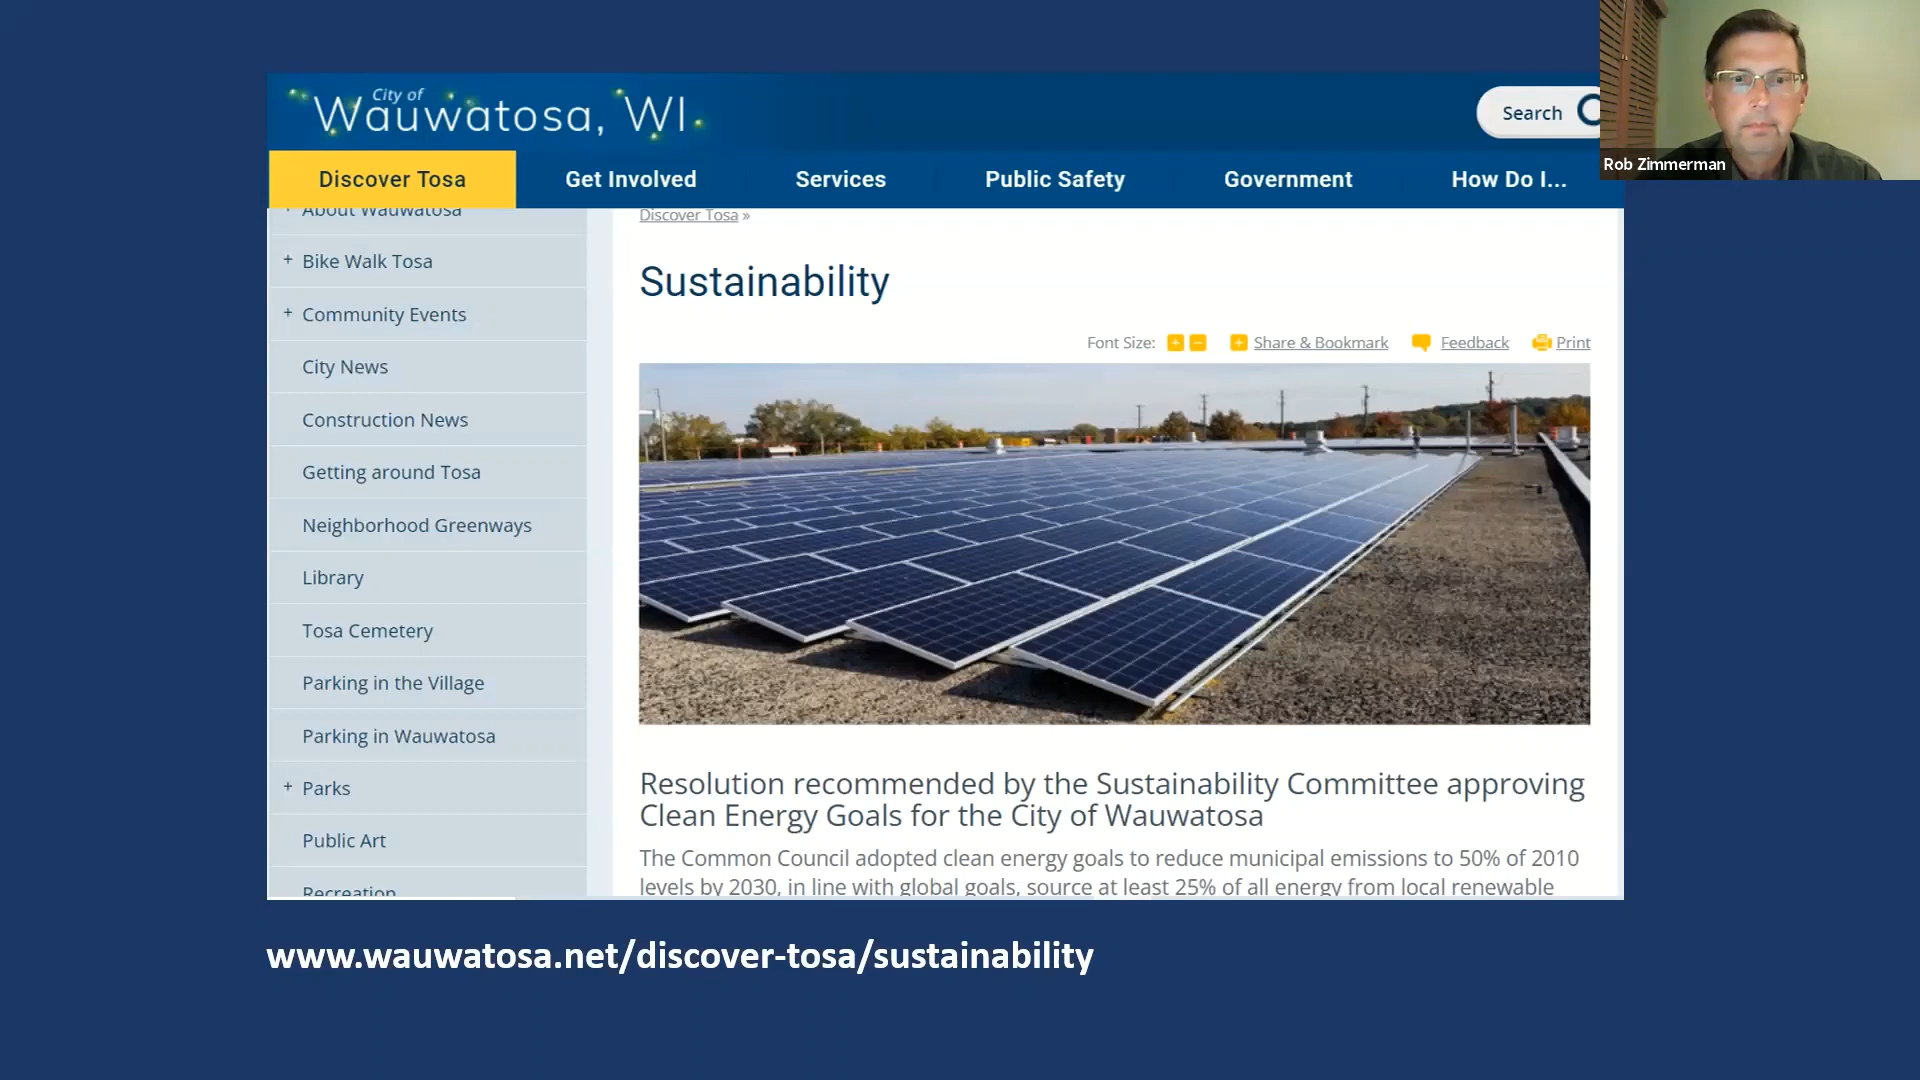 City of
Wauwatosa, WI
Search
Rob Zimmerman
Discover Tosa
Get Involved
Services
Public Safety
Government
How Do I...
About Wauwatosa
+ Bike Walk Tosa
+ Community Events
City News
Construction News
Getting around Tosa
Neighborhood Greenways
Library
Tosa Cemetery
Parking in the Village
Parking in Wauwatosa
+ Parks
Public Art
Recreation
Discover Tosa »
Sustainability
Font Size: + - + Share & Bookmark Feedback Print
Resolution recommended by the Sustainability Committee approving
Clean Energy Goals for the City of Wauwatosa
The Common Council adopted clean energy goals to reduce municipal emissions to 50% of 2010
levels by 2030, in line with global goals, source at least 25% of all energy from local renewable
www.wauwatosa.net/discover-tosa/sustainability